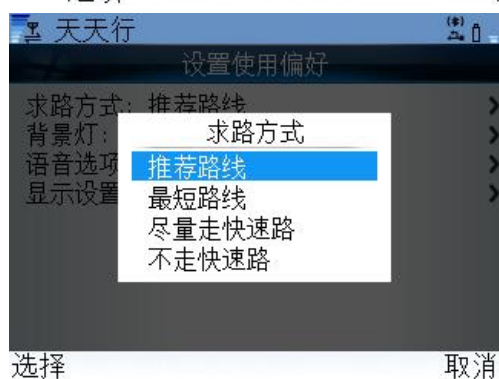 天天行
设置使用偏好
求路方式：推荐路线
背景灯：
语音选项
显示设置
求路方式
推荐路线
最短路线
尽量走快速路
不走快速路
选择
取消